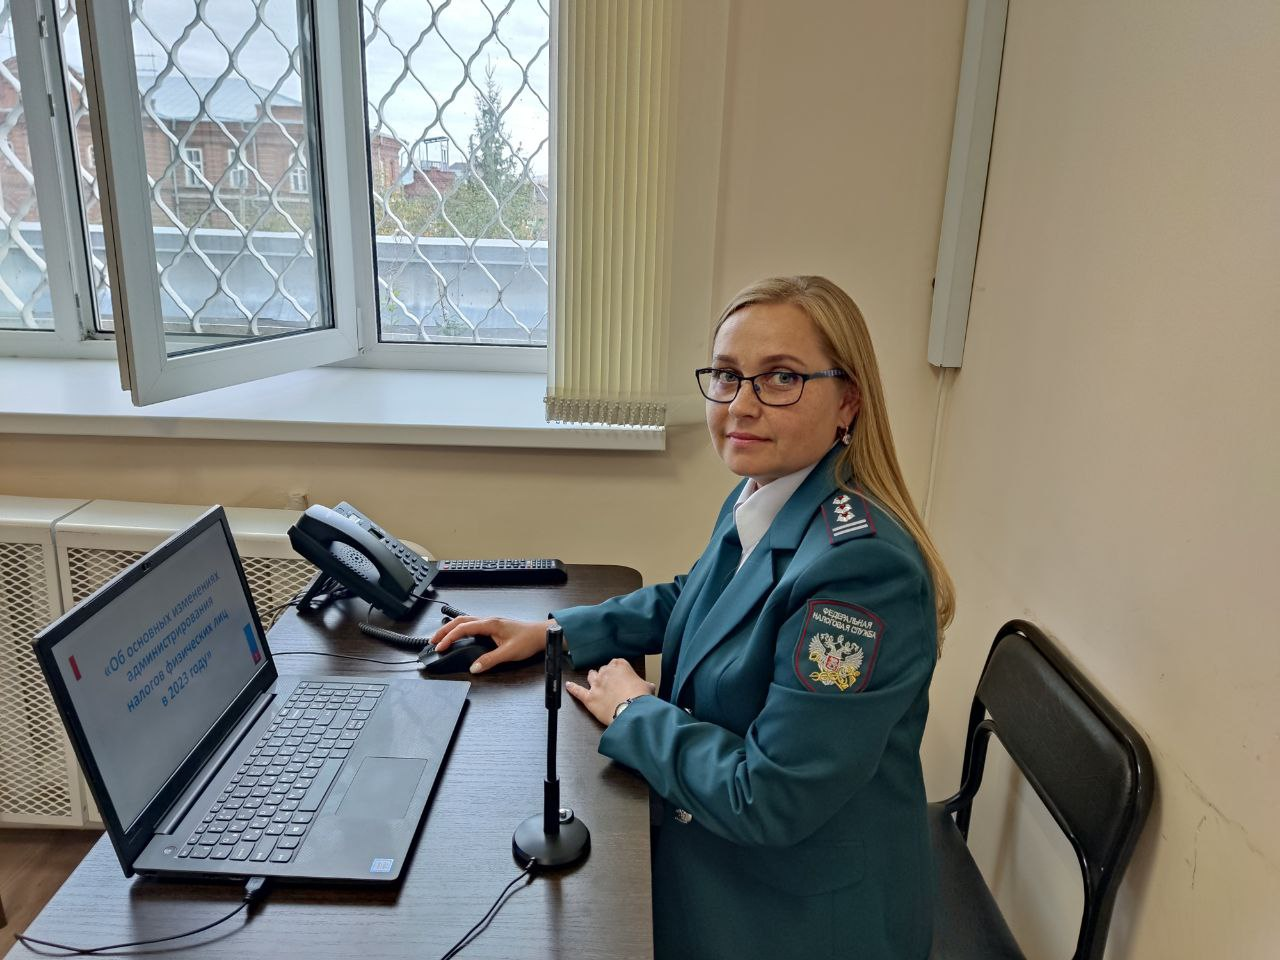 «Об основных изменениях
администрирования
налогов физических лиц
в 2023 году»
ФЕДЕРАЛЬНАЯ
НАЛОГОВАЯ СЛУЖБА